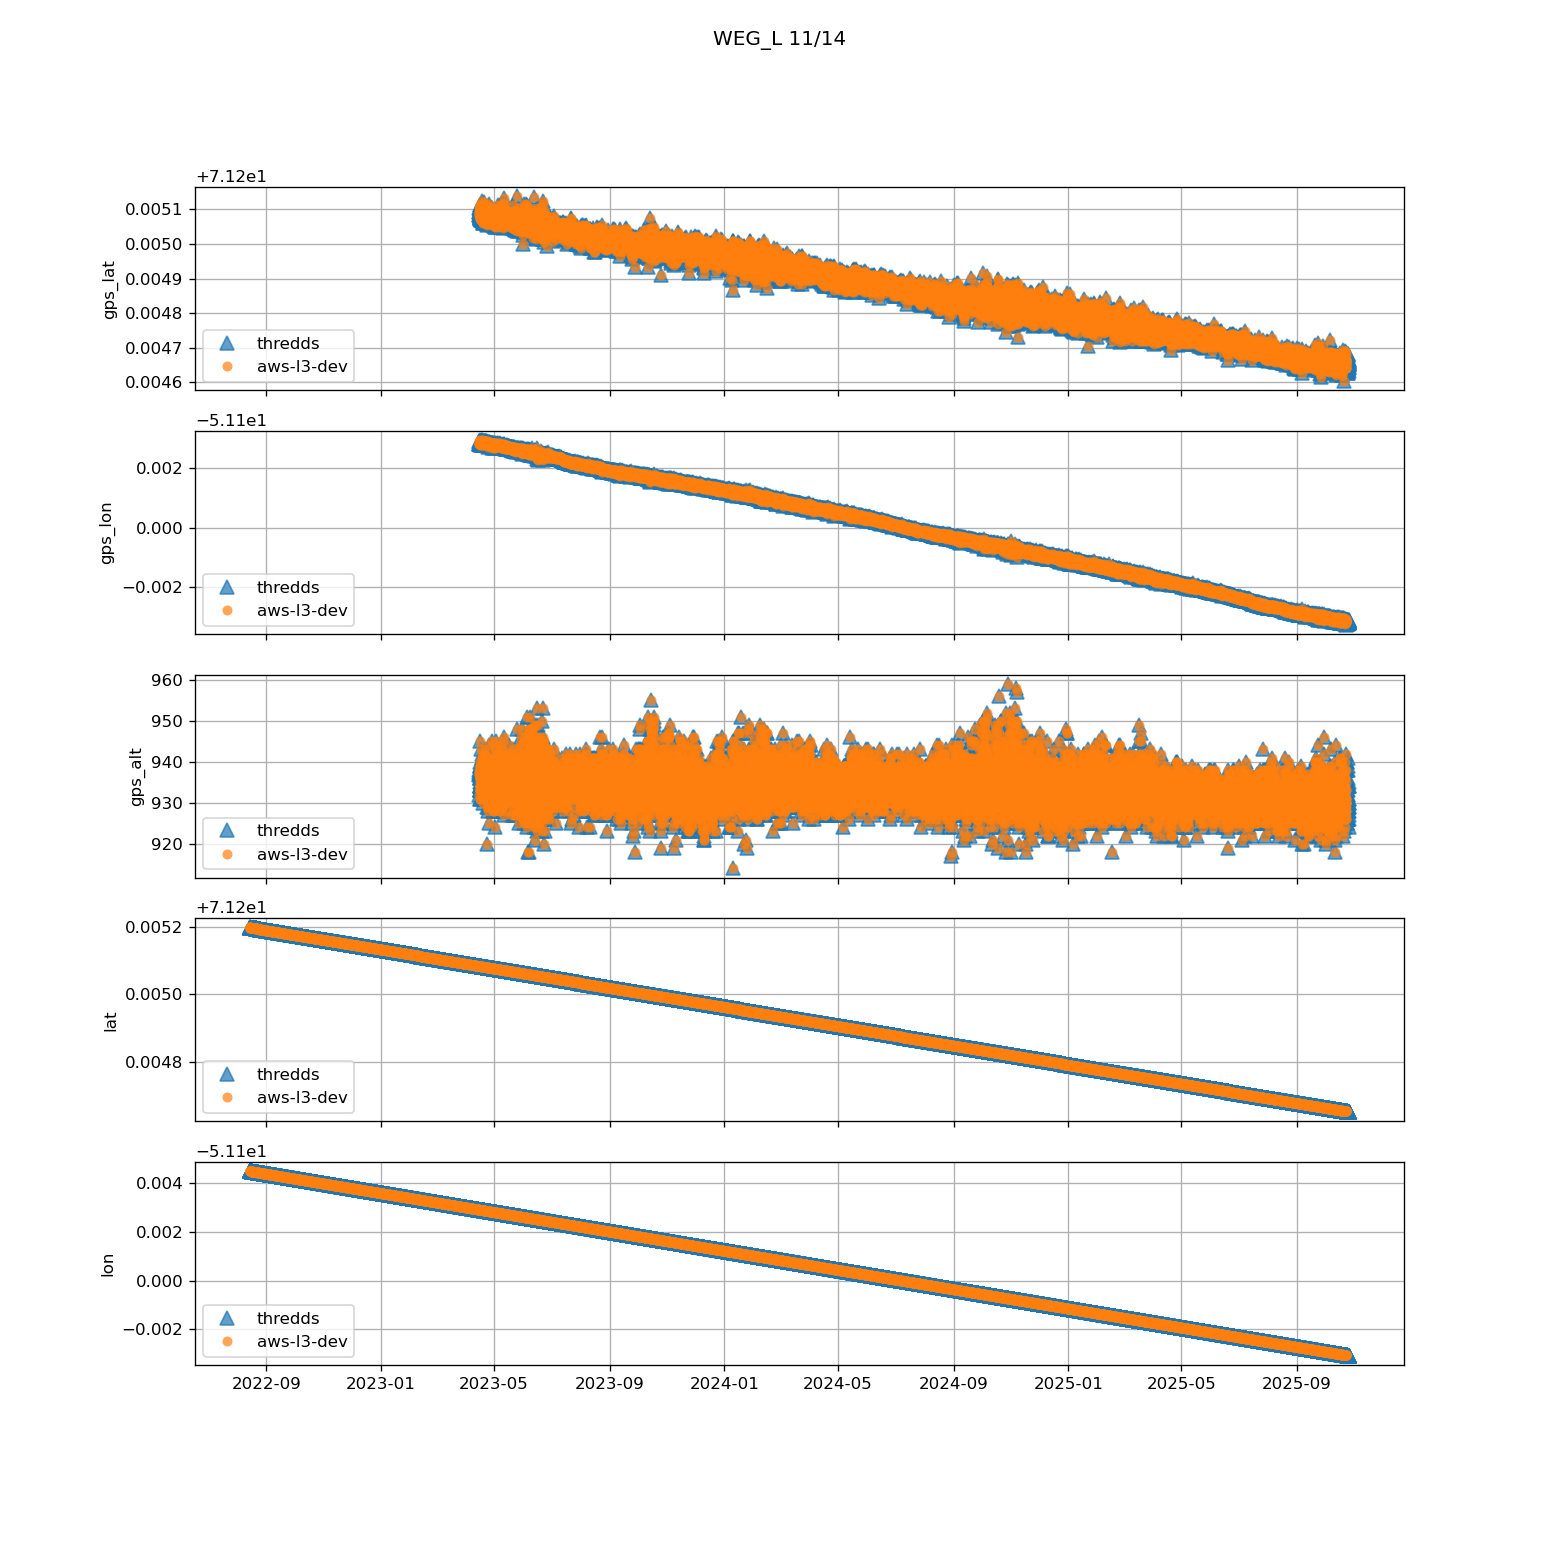 WEG_L 11/14
+7.12e1
0.0051
0.0050
0.0049
0.0048
0.0047
0.0046
gps_lat
thredds
aws-l3-dev
−5.11e1
0.002
0.000
−0.002
gps_lon
thredds
aws-l3-dev
960
950
940
930
920
gps_alt
thredds
aws-l3-dev
+7.12e1
0.0052
0.0050
0.0048
lat
thredds
aws-l3-dev
−5.11e1
0.004
0.002
0.000
−0.002
lon
thredds
aws-l3-dev
2022-09 2023-01 2023-05 2023-09 2024-01 2024-05 2024-09 2025-01 2025-05 2025-09